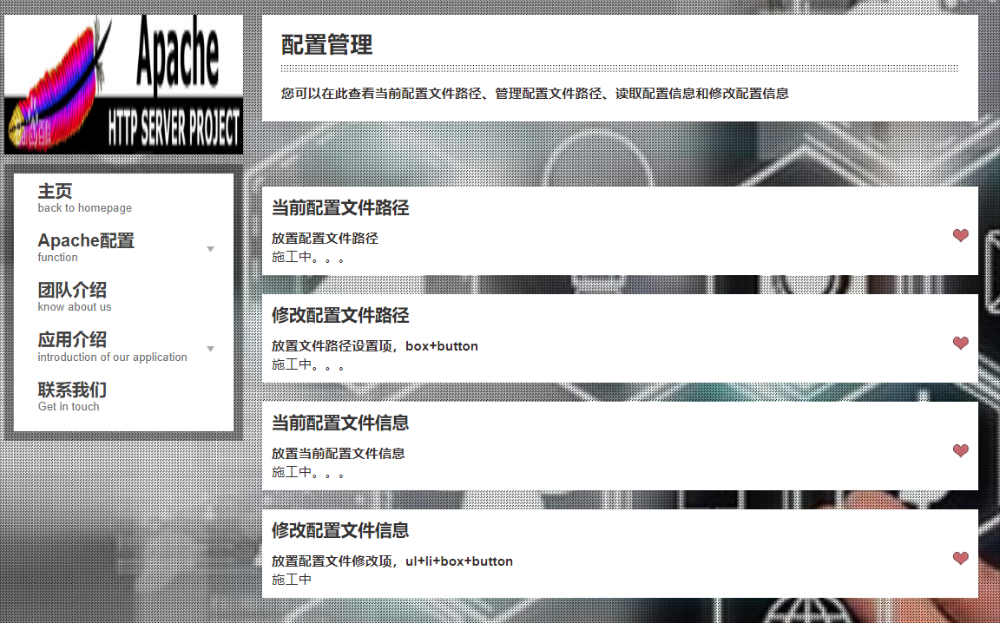 Apache
HTTP SERVER PROJECT
主页
back to homepage
Apache配置
function
团队介绍
know about us
应用介绍
introduction of our application
联系我们
Get in touch
配置管理
您可以在此查看当前配置文件路径、管理配置文件路径、读取配置信息和修改配置信息
当前配置文件路径
放置配置文件路径
施工中。。。
修改配置文件路径
放置文件路径设置项，box+button
施工中。。。
当前配置文件信息
放置当前配置文件信息
施工中。。。
修改配置文件信息
放置配置文件修改项，ul+li+box+button
施工中